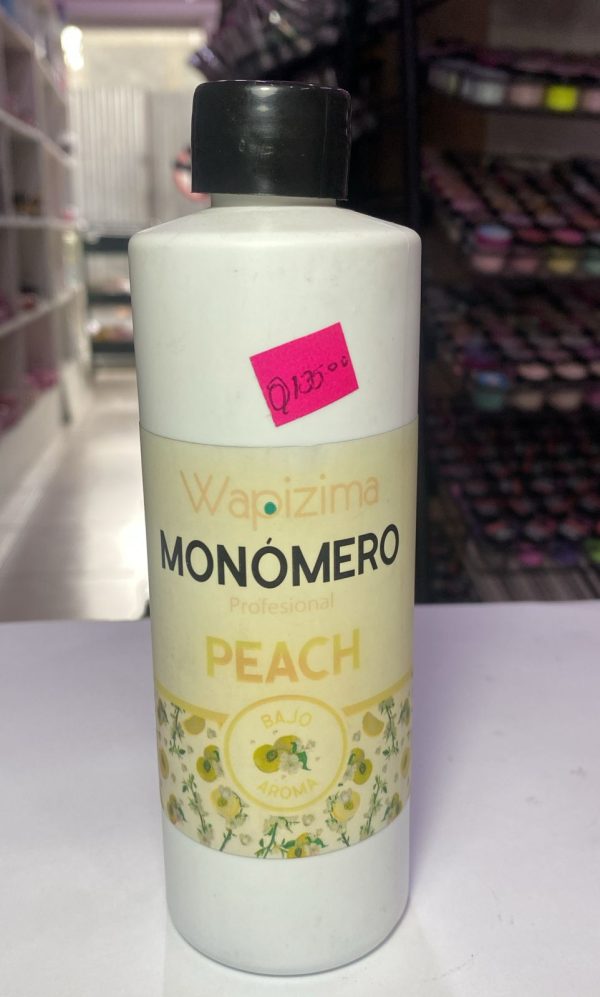 Q135.00
Wapizima
MONÓMERO
Profesional
PEACH
BAJO
AROMA